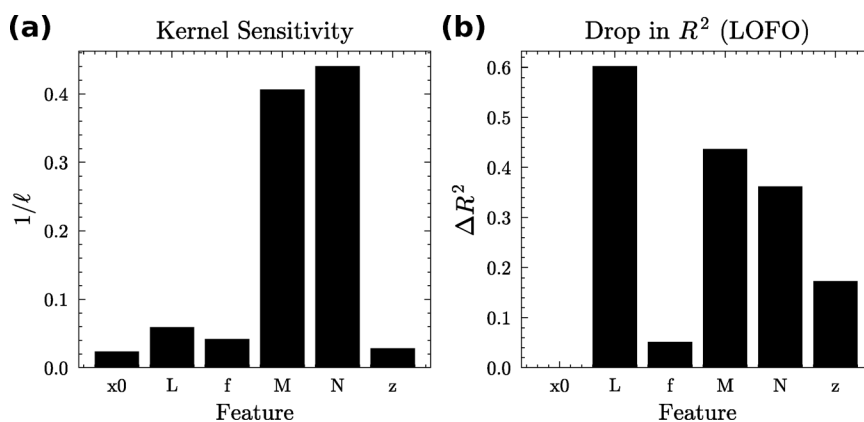 (a) Kernel Sensitivity
1/ℓ
0.4
0.3
0.2
0.1
0.0
x0 L f M N z
Feature
(b) Drop in R² (LOFO)
ΔR²
0.6
0.5
0.4
0.3
0.2
0.1
0.0
x0 L f M N z
Feature